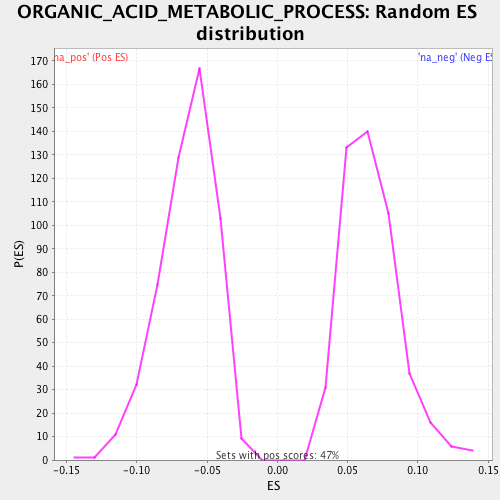 ORGANIC_ACID_METABOLIC_PROCESS: Random ES
distribution
na_pos' (Pos ES)
'na_neg' (Neg ES
170
160
150
140
130
120
110
100
90
80
70
60
50
40
30
20
10
0
P(ES)
Sets with pos scores: 47%
-0.15 -0.10 -0.05 0.00 0.05 0.10 0.15
ES